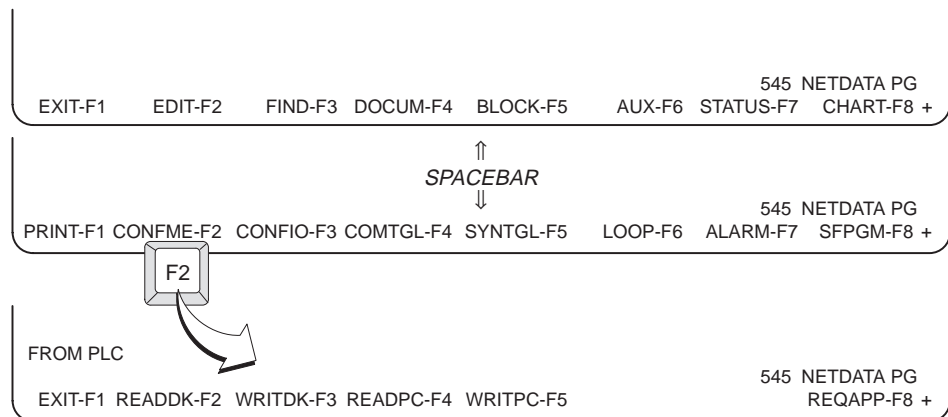 545 NETDATA PG
EXIT-F1 EDIT-F2 FIND-F3 DOCUM-F4 BLOCK-F5 AUX-F6 STATUS-F7 CHART-F8 +
⇑
SPACEBAR
⇓
545 NETDATA PG
PRINT-F1 CONFME-F2 CONFIO-F3 COMTGL-F4 SYNTGL-F5 LOOP-F6 ALARM-F7 SFPGM-F8 +
F2
FROM PLC
545 NETDATA PG
EXIT-F1 READDK-F2 WRITDK-F3 READPC-F4 WRITPC-F5 REQAPP-F8 +